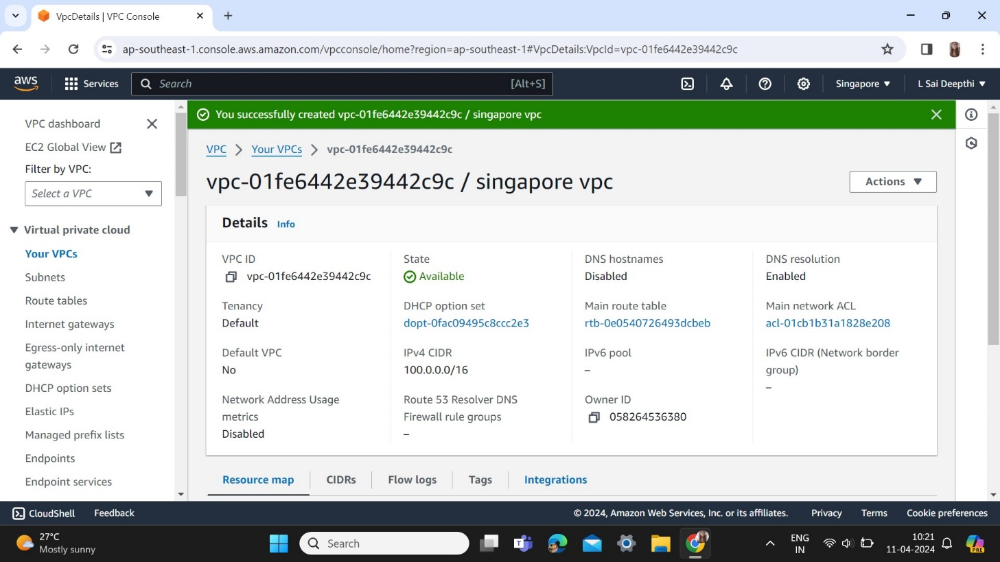 VpcDetails | VPC Console
ap-southeast-1.console.aws.amazon.com/vpcconsole/home?region=ap-southeast-1#VpcDetails:VpcId=vpc-01fe6442e39442c9c
aws
Services
Search
[Alt+S]
Singapore
L Sai Deepthi
VPC dashboard
EC2 Global View
Filter by VPC:
Select a VPC
Virtual private cloud
Your VPCs
Subnets
Route tables
Internet gateways
Egress-only internet
gateways
DHCP option sets
Elastic IPs
Managed prefix lists
Endpoints
Endpoint services
You successfully created vpc-01fe6442e39442c9c / singapore vpc
VPC > Your VPCs > vpc-01fe6442e39442c9c
vpc-01fe6442e39442c9c / singapore vpc
Actions
Details Info
VPC ID
vpc-01fe6442e39442c9c
State
Available
DNS hostnames
Disabled
DNS resolution
Enabled
Tenancy
Default
DHCP option set
dopt-0fac09495c8ccc2e3
Main route table
rtb-0e0540726493dcbeb
Main network ACL
acl-01cb1b31a1828e208
Default VPC
No
IPv4 CIDR
100.0.0.0/16
IPv6 pool
–
IPv6 CIDR (Network border
group)
–
Network Address Usage
metrics
Disabled
Route 53 Resolver DNS
Firewall rule groups
–
Owner ID
058264536380
Resource map
CIDRs
Flow logs
Tags
Integrations
CloudShell
Feedback
© 2024, Amazon Web Services, Inc. or its affiliates.
Privacy
Terms
Cookie preferences
27°C
Mostly sunny
Search
ENG
IN
10:21
11-04-2024
PRE